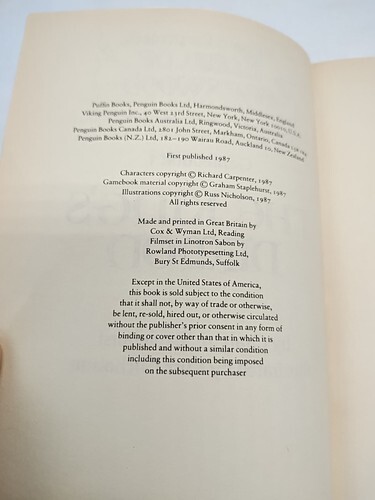 Puffin Books, Penguin Books Ltd, Harmondsworth, Middlesex, England
Viking Penguin Inc., 40 West 23rd Street, New York, New York 10010, U.S.A.
Penguin Books Australia Ltd, Ringwood, Victoria, Australia
Penguin Books Canada Ltd, 2801 John Street, Markham, Ontario, Canada
Penguin Books (N.Z.) Ltd, 182–190 Wairau Road, Auckland 10, New Zealand
First published 1987
Characters copyright © Richard Carpenter, 1987
Gamebook material copyright © Graham Staplehurst, 1987
Illustrations copyright © Russ Nicholson, 1987
All rights reserved
Made and printed in Great Britain by
Cox & Wyman Ltd, Reading
Filmset in Linotron Sabon by
Rowland Phototypesetting Ltd,
Bury St Edmunds, Suffolk
Except in the United States of America,
this book is sold subject to the condition
that it shall not, by way of trade or otherwise,
be lent, re-sold, hired out, or otherwise circulated
without the publisher's prior consent in any form of
binding or cover other than that in which it is
published and without a similar condition
including this condition being imposed
on the subsequent purchaser